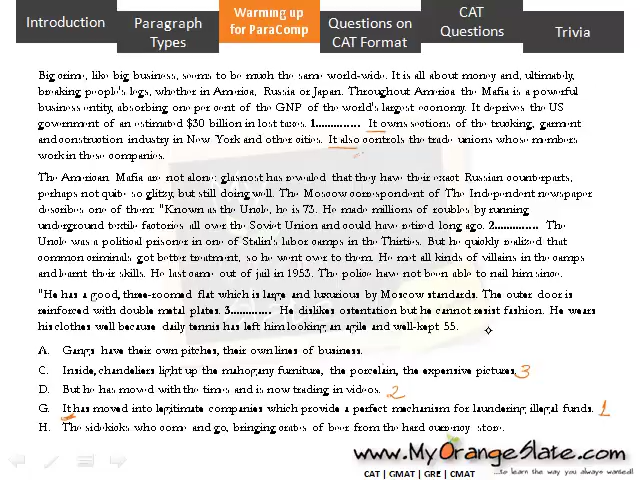 Introduction
Paragraph
Types
Warming up
for ParaComp
Questions on
CAT Format
CAT
Questions
Trivia
Big crime, like big business, seems to be much the same world-wide. It is all about money and, ultimately,
breaking people's legs, whether in America, Russia or Japan. Throughout America the Mafia is a powerful
business entity, absorbing one per cent of the GNP of the world's largest economy. It deprives the US
government of an estimated $30 billion in lost taxes. 1.............. It owns sections of the trucking, garment
and construction industry in New York and other cities. It also controls the trade unions whose members
work in these companies.
The American Mafia are not alone: glasnost has revealed that they have their exact Russian counterparts,
perhaps not quite so glitzy, but still doing well. The Moscow correspondent of The Independent newspaper
describes one of them: "Known as the Uncle, he is 73. He made millions of roubles by running
underground textile factories all over the Soviet Union and could have retired long ago. 2.............. The
Uncle was a political prisoner in one of Stalin's labor camps in the Thirties. But he quickly realized that
common criminals got better treatment, so he went over to them. He met all kinds of villains in the camps
and learnt their skills. He last came out of jail in 1953. The police have not been able to nail him since.
"He has a good, three-roomed flat which is large and luxurious by Moscow standards. The outer door is
reinforced with double metal plates. 3............. He dislikes ostentation but he cannot resist fashion. He wears
his clothes well because daily tennis has left him looking an agile and well-kept 55.
A. Gangs have their own pitches, their own lines of business.
C. Inside, chandeliers light up the mahogany furniture, the porcelain, the expensive pictures. 3
D. But he has moved with the times and is now trading in videos. 2
G. It has moved into legitimate companies which provide a perfect mechanism for laundering illegal funds. 1
H. The sidekicks who come and go, bringing crates of beer from the hard currency store.
www.MyOrangeSlate.com
CAT | GMAT | GRE | CMAT ...to learn the way you always wanted!